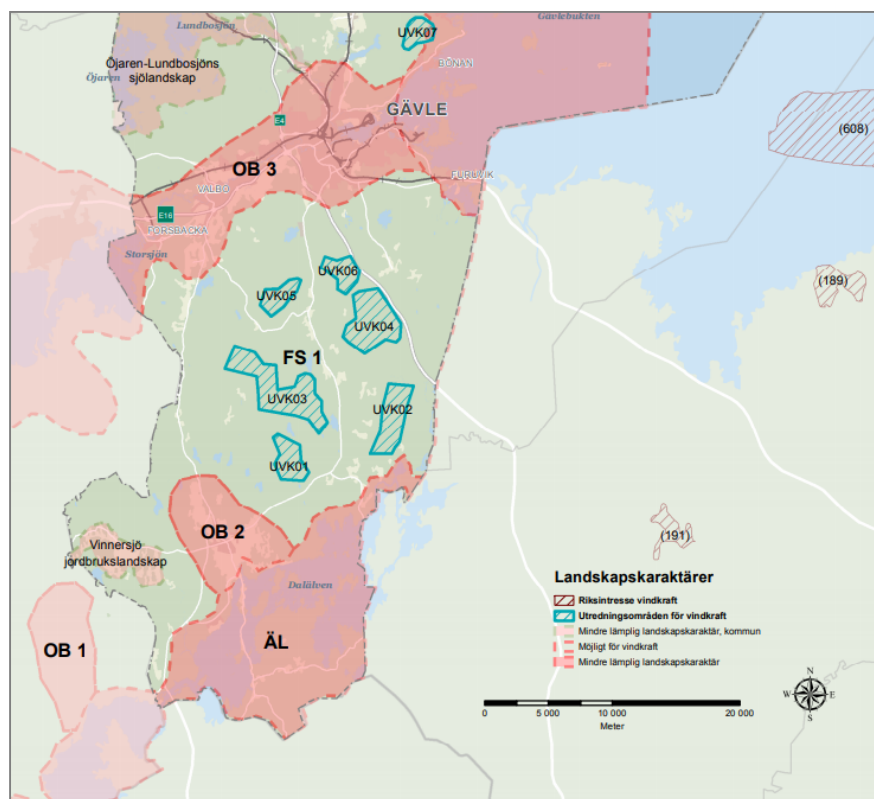 Lundbosjön
Gävlebukten
UVK07
Öjaren-Lundbosjöns
sjölandskap
Öjaren
BÖNAN
GÄVLE
E4
(608)
OB 3
FURUVIK
VALBO
E16
FORSBACKA
Storsjön
UVK06
(189)
UVK05
UVK04
FS 1
UVK03
UVK02
UVK01
OB 2
(191)
Vinnersjö
jordbrukslandskap
Dalälven
OB 1
ÄL
Landskapskaraktärer
Riksintresse vindkraft
Utredningsområden för vindkraft
Mindre lämplig landskapskaraktär, kommun
Möjligt för vindkraft
Mindre lämplig landskapskaraktär
N
W
E
S
0 5 000 10 000 20 000
Meter